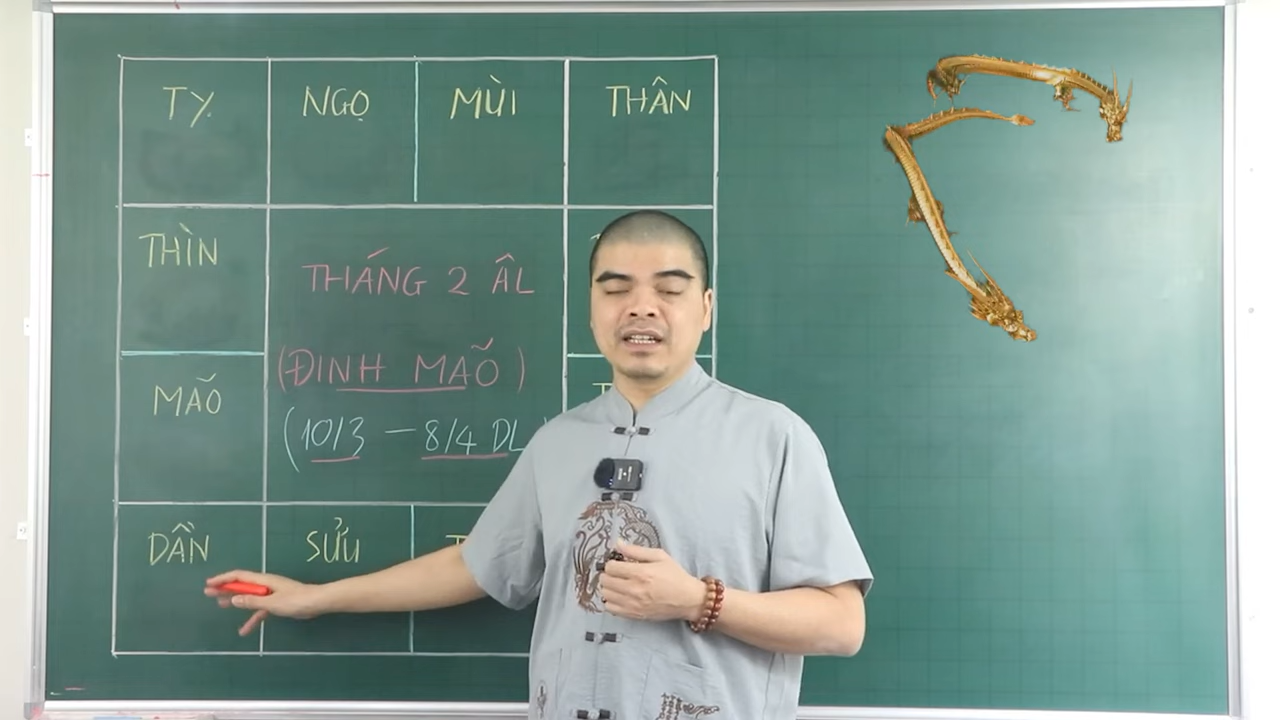 TỴ
NGỌ
MÙI
THÂN
THÌN
THÁNG 2 ÂL
(ĐINH MÃO)
MÃO
(10/3 – 8/4 DL
DẦN
SỬU